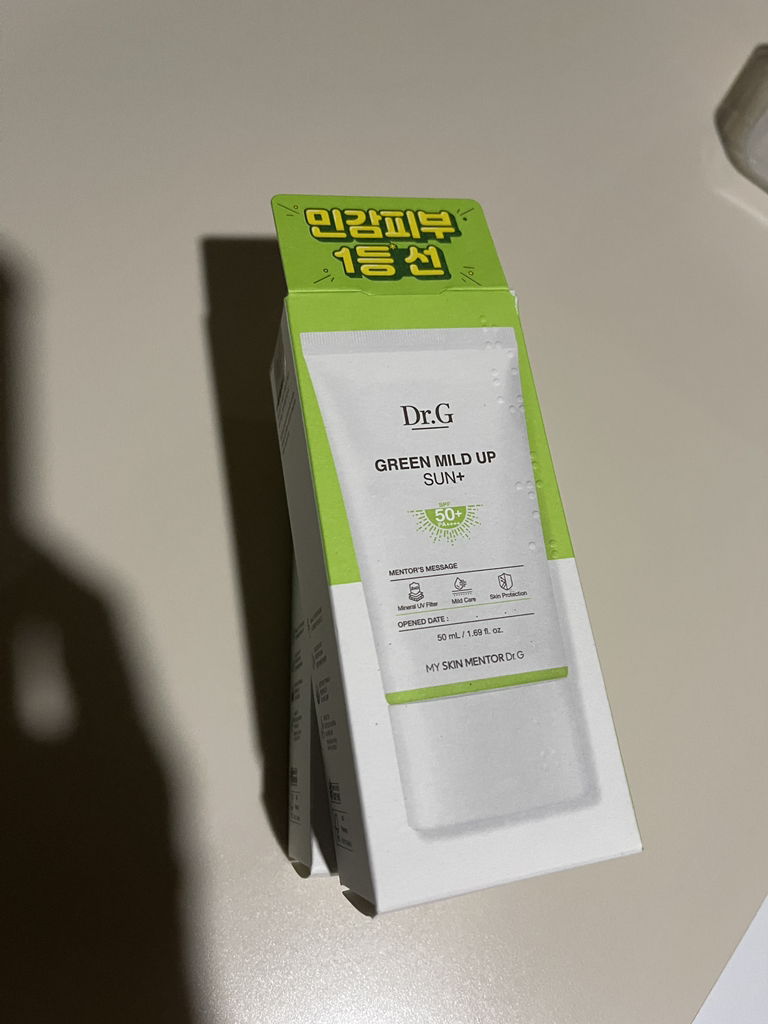 민감피부
1등 선
Dr.G
GREEN MILD UP
SUN+
SPF
50+
PA++++
MENTOR'S MESSAGE
Mineral UV Filter
Mild Care
Skin Protection
OPENED DATE :
50 mL / 1.69 fl. oz.
MY SKIN MENTOR Dr.G